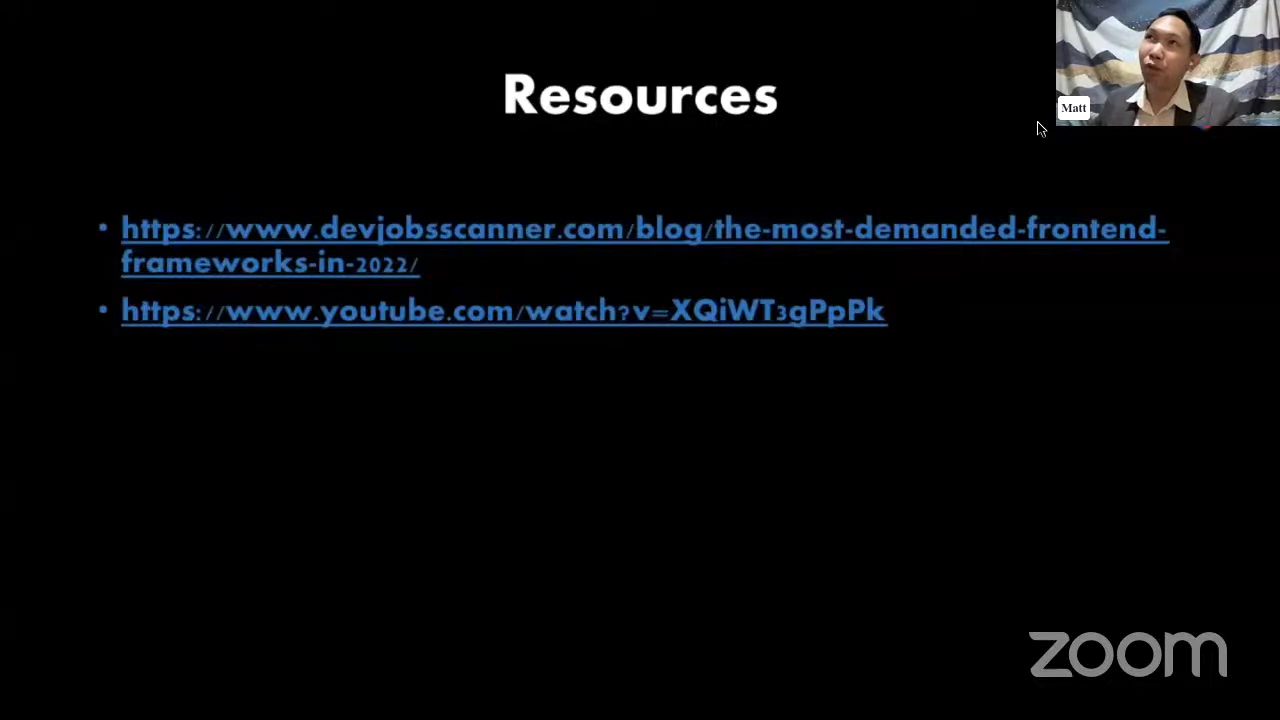 Resources
Matt
• https://www.devjobsscanner.com/blog/the-most-demanded-frontend-
frameworks-in-2022/
• https://www.youtube.com/watch?v=XQiWT3gPpPk
zoom